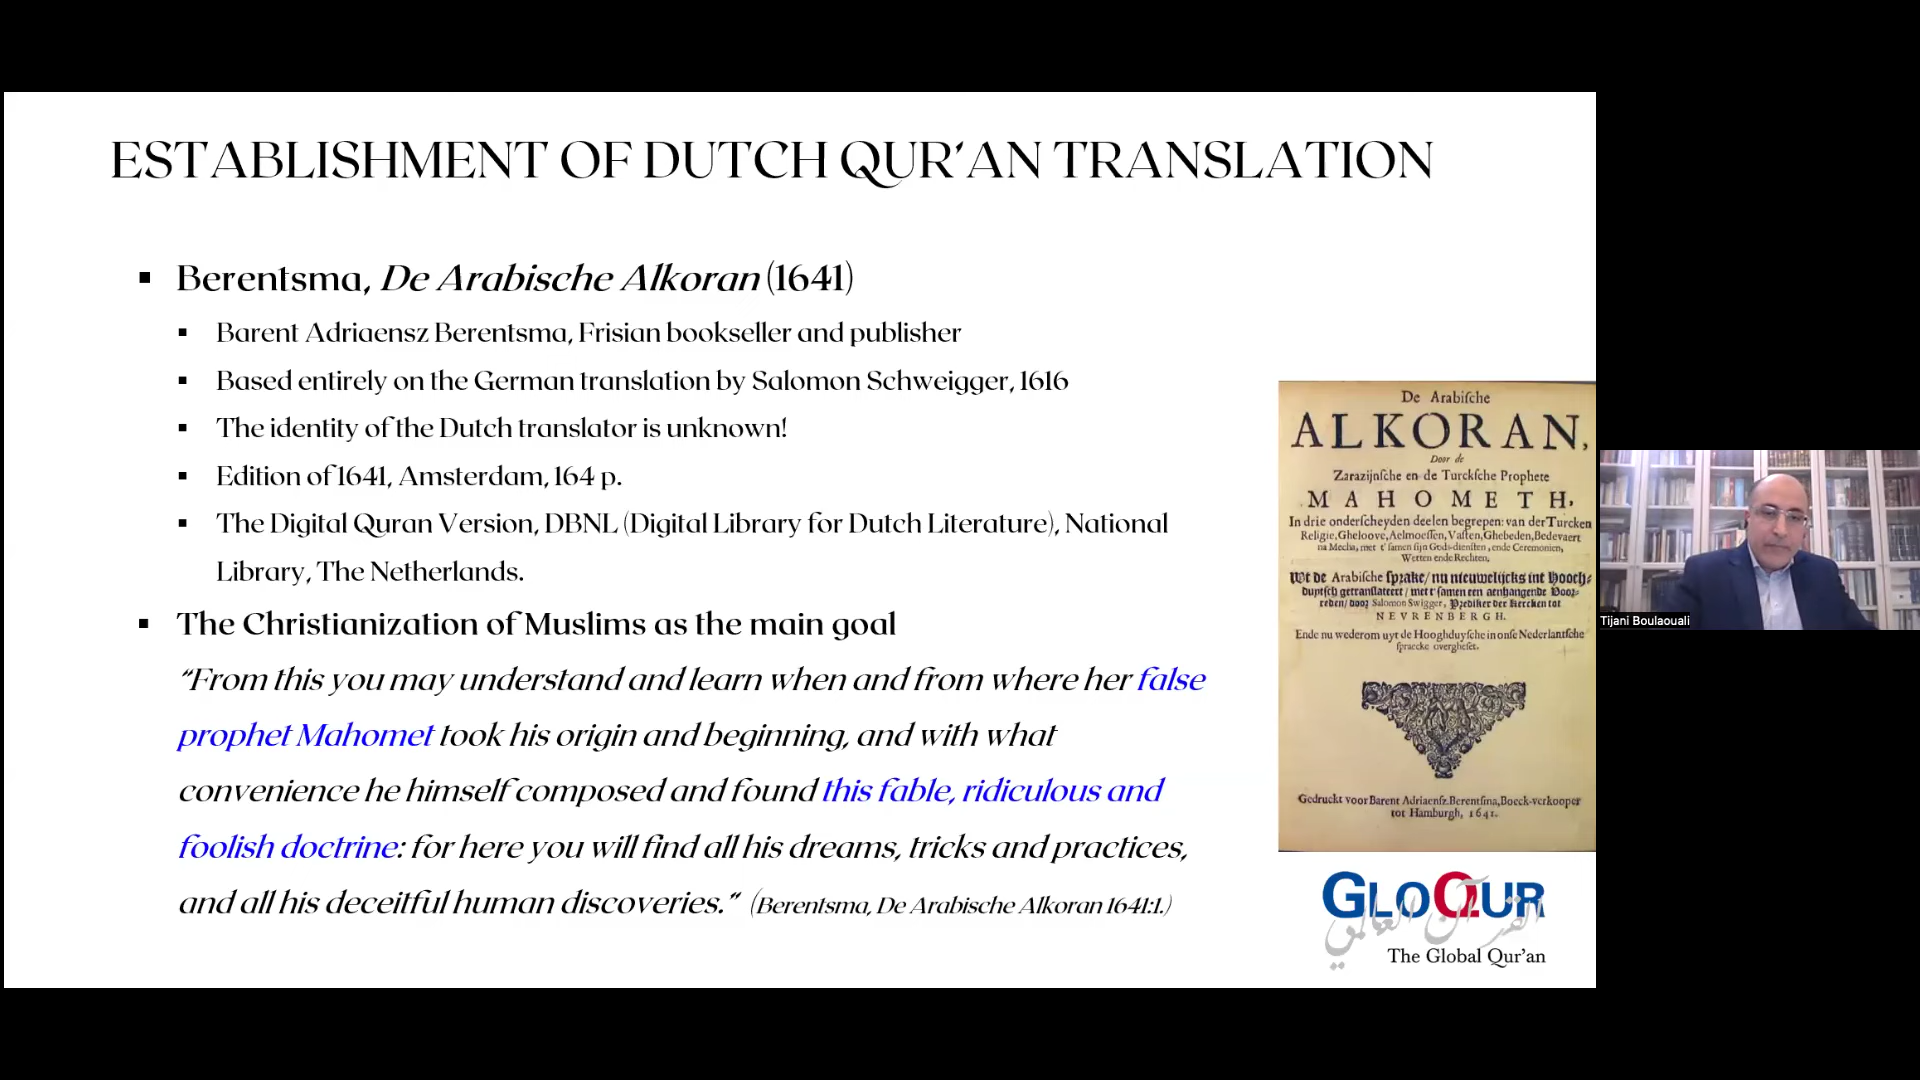 ESTABLISHMENT OF DUTCH QUR'AN TRANSLATION
▪ Berentsma, De Arabische Alkoran (1641)
▪ Barent Adriaensz Berentsma, Frisian bookseller and publisher
▪ Based entirely on the German translation by Salomon Schweigger, 1616
▪ The identity of the Dutch translator is unknown!
▪ Edition of 1641, Amsterdam, 164 p.
▪ The Digital Quran Version, DBNL (Digital Library for Dutch Literature), National
Library, The Netherlands.
▪ The Christianization of Muslims as the main goal
"From this you may understand and learn when and from where her false
prophet Mahomet took his origin and beginning, and with what
convenience he himself composed and found this fable, ridiculous and
foolish doctrine: for here you will find all his dreams, tricks and practices,
and all his deceitful human discoveries." (Berentsma, De Arabische Alkoran 1641:1.)
De Arabiſche
ALKORAN,
Door de
Zarazijnſche en de Turckſche Prophete
MAHOMETH,
In drie onderſcheyden deelen begrepen: van der Turcken
Religie, Gheloove, Aelmoeſſen, Vaſten, Ghebeden, Bedevaert
na Mecha, met t'ſamen ſijn Gods-dienſten, ende Ceremonien,
Wetten ende Rechten.
Wt de Arabiſche ſprake/ nu nieuwelijcks int Hooch-
duytſch getranſlateert/ met t'ſamen een aenhangende Voor-
reden/ door Salomon Swigger, Prediker der Kercken tot
NEVRENBERGH.
Ende nu wederom uyt de Hooghduyſche in onſe Nederlantſche
ſpraecke overgheſet.
Gedruckt voor Barent Adriaenſz. Berentſma, Boeck-verkooper
tot Hamburgh, 1641.
GLOQUR
القرآن العالمي
The Global Qur'an
Tijani Boulaouali